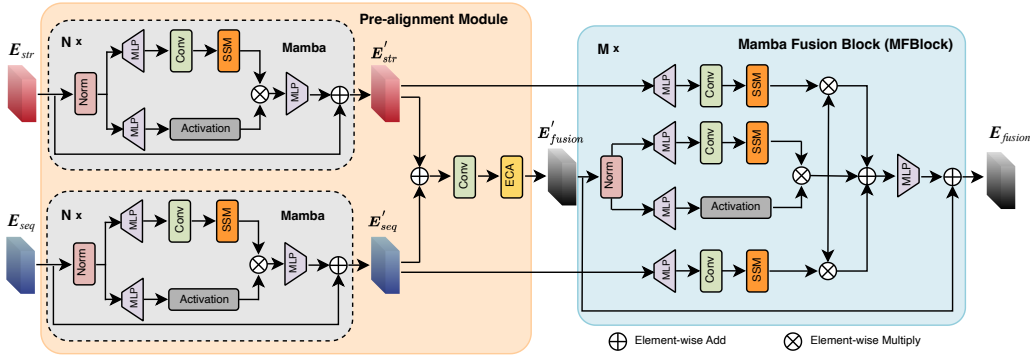 Pre-alignment Module
N x
Mamba
E_str
Norm
MLP
Conv
SSM
MLP
Activation
MLP
E'_str
N x
Mamba
E_seq
Norm
MLP
Conv
SSM
MLP
Activation
MLP
E'_seq
Conv
ECA
E'_fusion
M x
Mamba Fusion Block (MFBlock)
MLP
Conv
SSM
Norm
MLP
Conv
SSM
MLP
Activation
MLP
Conv
SSM
MLP
E_fusion
Element-wise Add
Element-wise Multiply